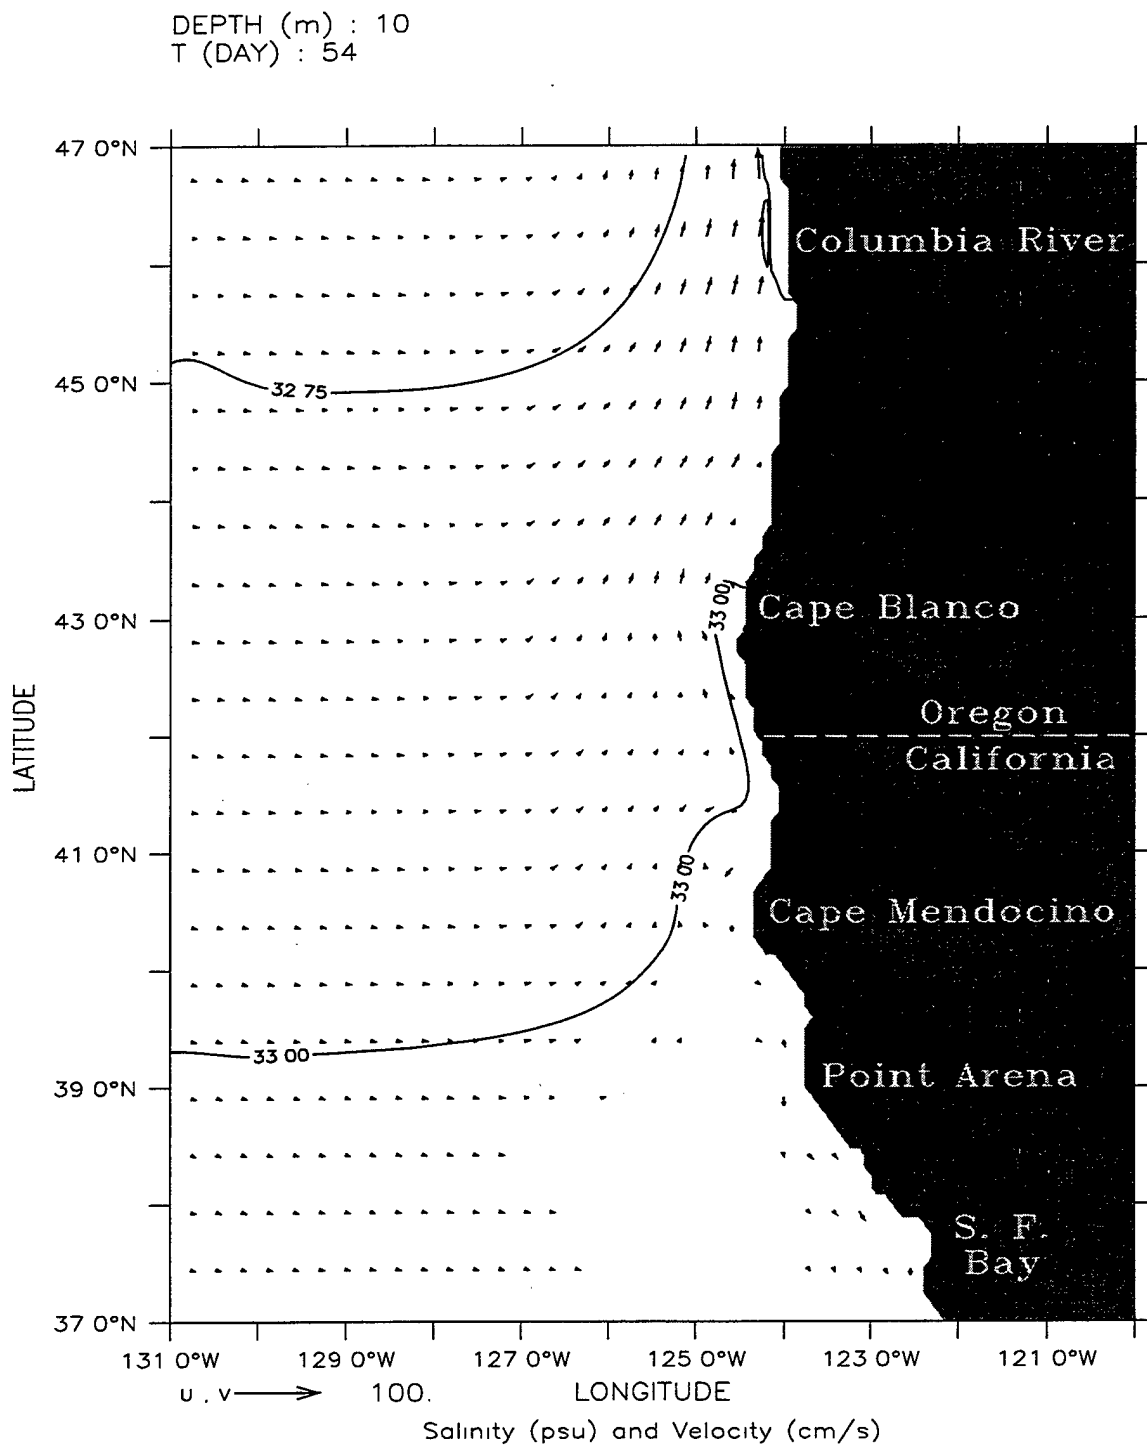 DEPTH (m) : 10
T (DAY) : 54
47 0°N
Columbia River
45 0°N
32 75
33 00
43 0°N
Cape Blanco
LATITUDE
Oregon
California
41 0°N
33 00
Cape Mendocino
33 00
39 0°N
Point Arena
S. F.
Bay
37 0°N
131 0°W 129 0°W 127 0°W 125 0°W 123 0°W 121 0°W
u , v 100. LONGITUDE
Salinity (psu) and Velocity (cm/s)